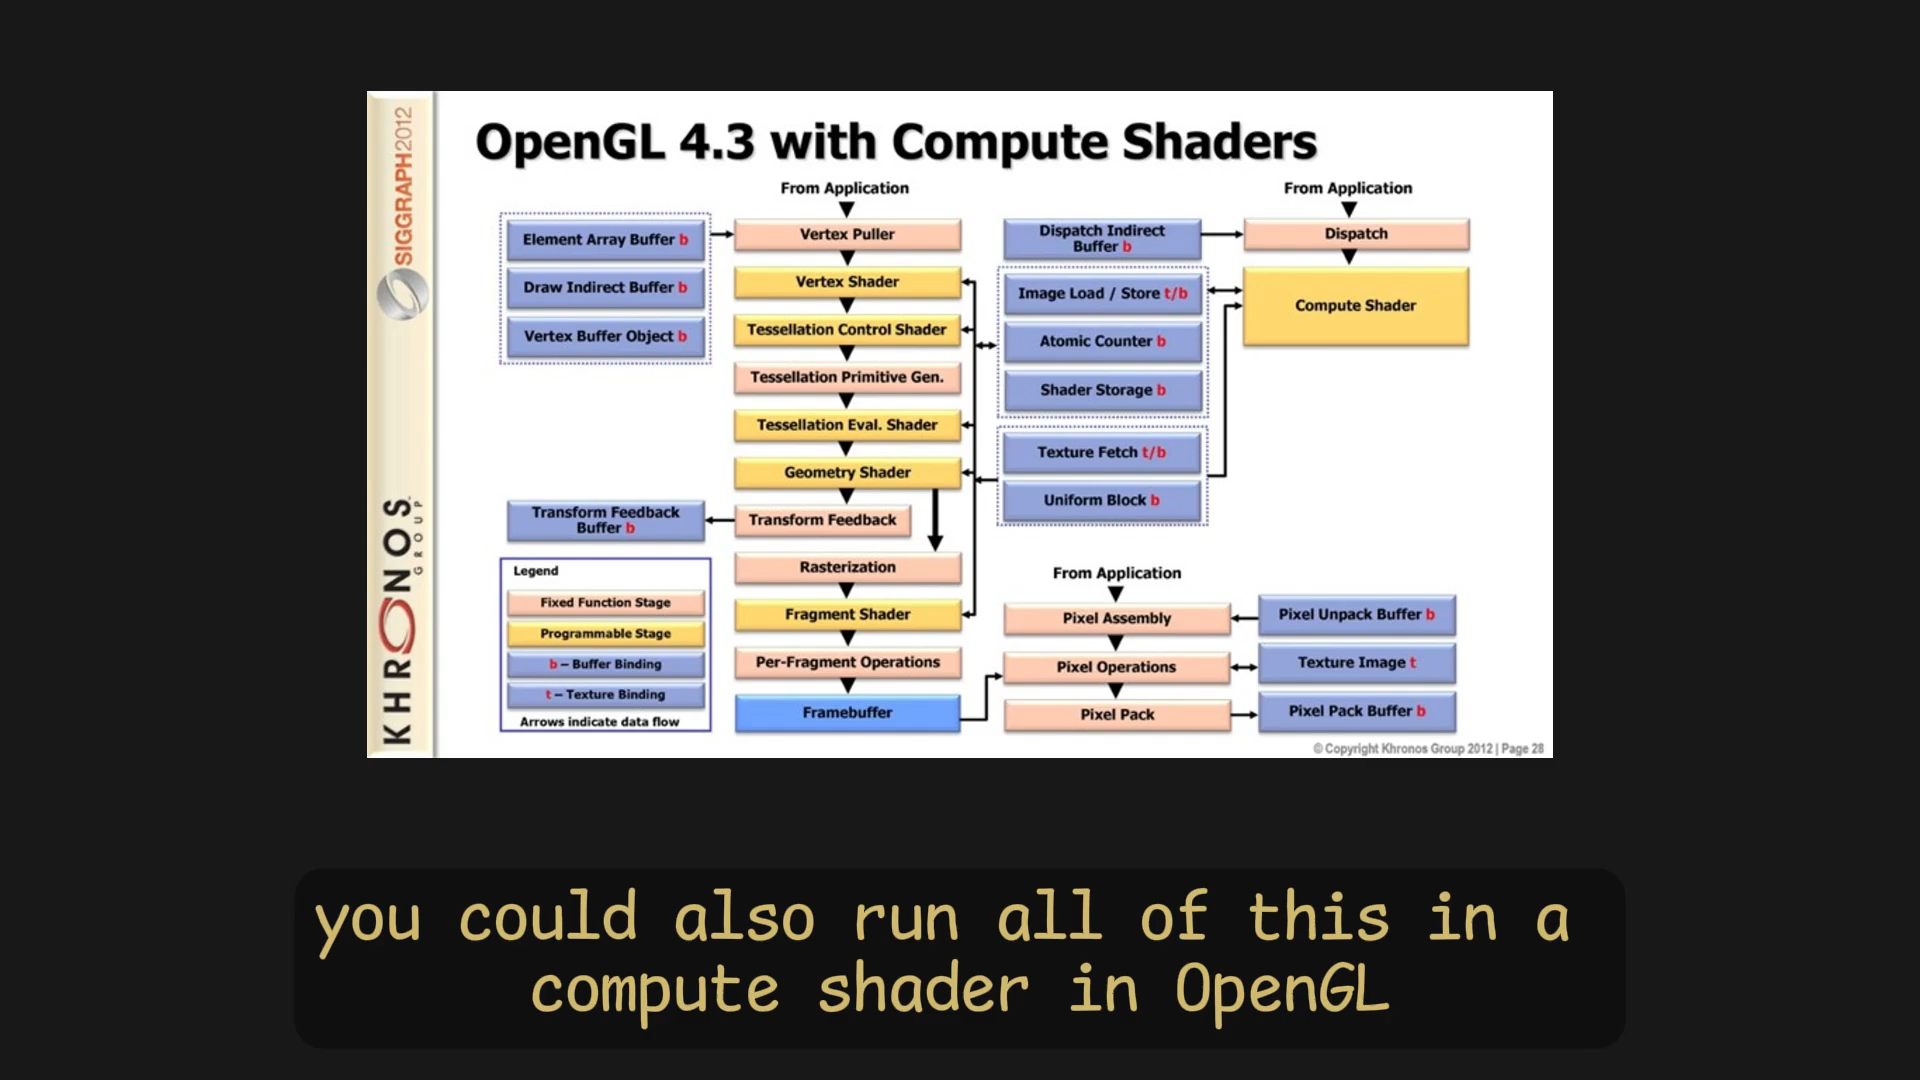 SIGGRAPH2012
KHRONOS
GROUP
OpenGL 4.3 with Compute Shaders
From Application
Element Array Buffer b
Draw Indirect Buffer b
Vertex Buffer Object b
Vertex Puller
Vertex Shader
Tessellation Control Shader
Tessellation Primitive Gen.
Tessellation Eval. Shader
Geometry Shader
Transform Feedback
Transform Feedback
Buffer b
Rasterization
Fragment Shader
Per-Fragment Operations
Framebuffer
Legend
Fixed Function Stage
Programmable Stage
b – Buffer Binding
t – Texture Binding
Arrows indicate data flow
From Application
Dispatch Indirect
Buffer b
Dispatch
Image Load / Store t/b
Atomic Counter b
Shader Storage b
Compute Shader
Texture Fetch t/b
Uniform Block b
From Application
Pixel Assembly
Pixel Operations
Pixel Pack
Pixel Unpack Buffer b
Texture Image t
Pixel Pack Buffer b
© Copyright Khronos Group 2012 | Page 28
you could also run all of this in a
compute shader in OpenGL